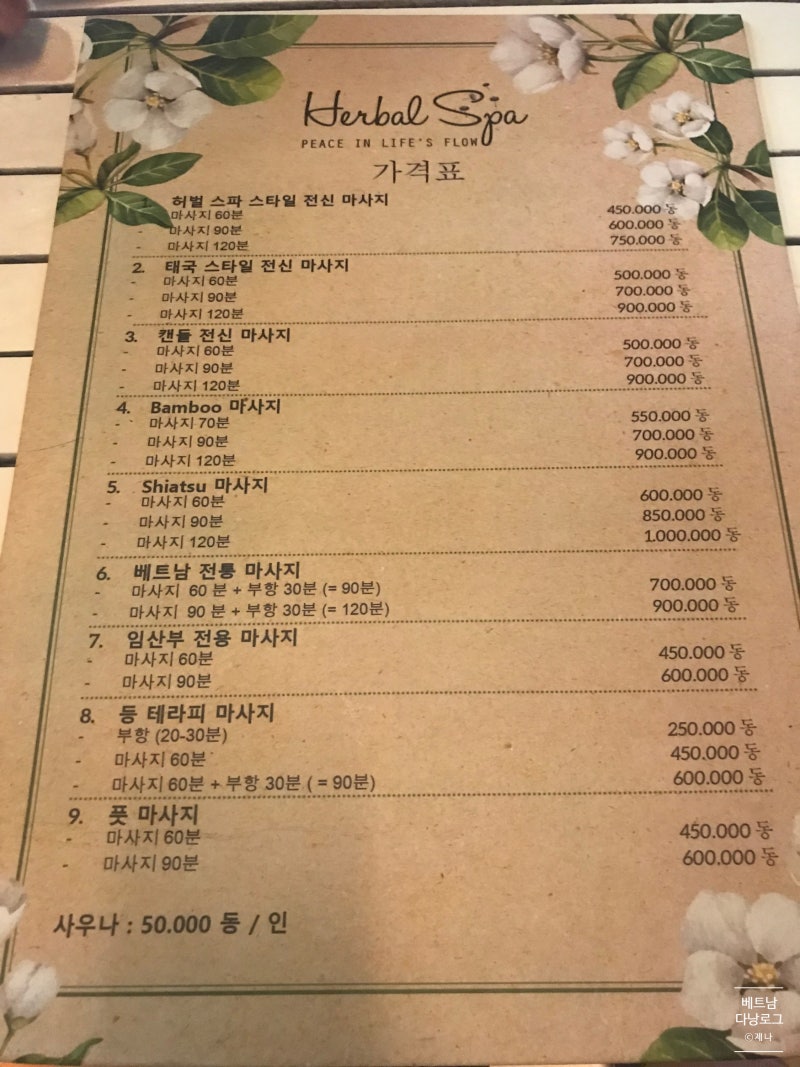 Herbal Spa
PEACE IN LIFE'S FLOW
가격표
허벌 스파 스타일 전신 마사지
마사지 60분 450.000 동
- 마사지 90분 600.000 동
- 마사지 120분 750.000 동
2. 태국 스타일 전신 마사지
- 마사지 60분 500.000 동
- 마사지 90분 700.000 동
- 마사지 120분 900.000 동
3. 캔들 전신 마사지
- 마사지 60분 500.000 동
- 마사지 90분 700.000 동
- 마사지 120분 900.000 동
4. Bamboo 마사지
- 마사지 70분 550.000 동
- 마사지 90분 700.000 동
- 마사지 120분 900.000 동
5. Shiatsu 마사지
- 마사지 60분 600.000 동
- 마사지 90분 850.000 동
- 마사지 120분 1.000.000 동
6. 베트남 전통 마사지
- 마사지 60 분 + 부항 30분 (= 90분) 700.000 동
- 마사지 90 분 + 부항 30분 (= 120분) 900.000 동
7. 임산부 전용 마사지
- 마사지 60분 450.000 동
- 마사지 90분 600.000 동
8. 등 테라피 마사지
- 부항 (20-30분) 250.000 동
- 마사지 60분 450.000 동
- 마사지 60분 + 부항 30분 ( = 90분) 600.000 동
9. 풋 마사지
- 마사지 60분 450.000 동
- 마사지 90분 600.000 동
사우나 : 50.000 동 / 인
베트남
다낭로그
ⓒ제나